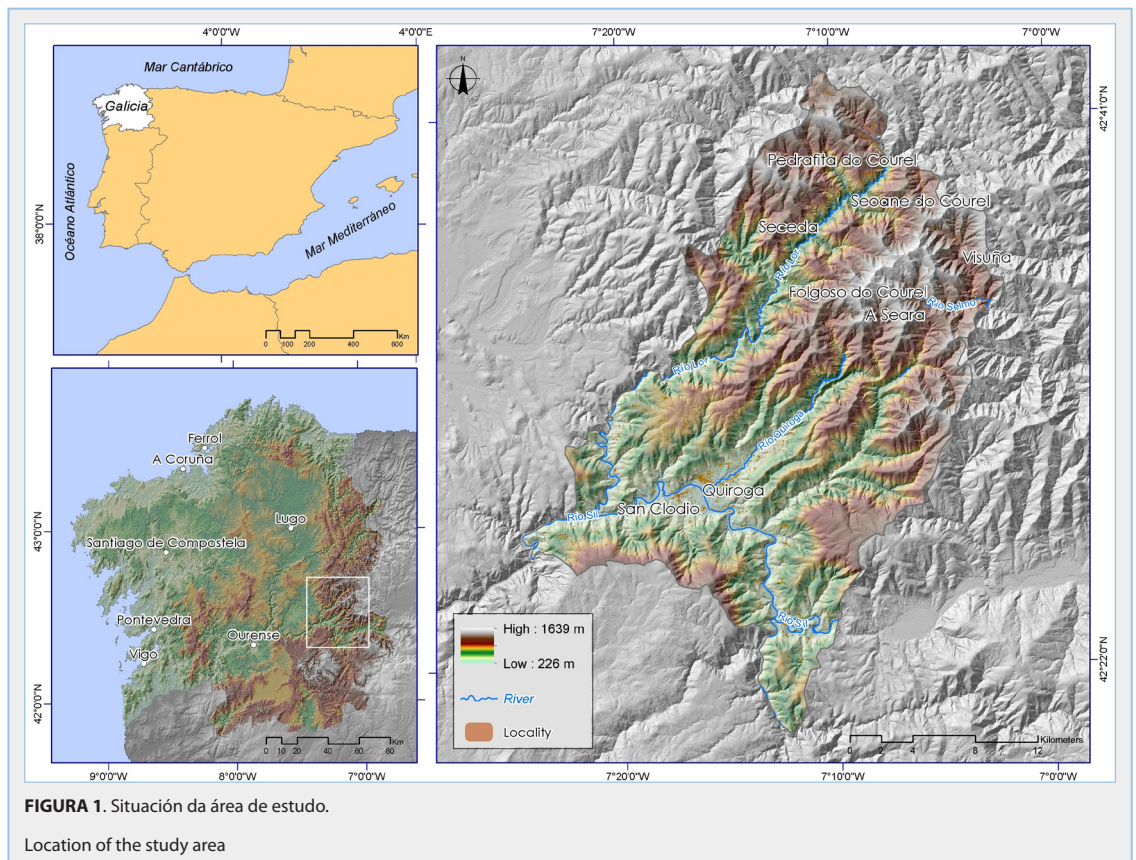 4°0'0"W
4°0'0"E
Mar Cantábrico
Galicia
Océano Atlántico
38°0'0"N
Mar Mediterráneo
0 100 200 400 600
Km
Ferrol
A Coruña
Lugo
43°0'0"N
Santiago de Compostela
Pontevedra
Ourense
Vigo
42°0'0"N
0 10 20 40 60 80
Km
9°0'0"W
8°0'0"W
7°0'0"W
7°20'0"W
7°10'0"W
7°0'0"W
N
42°41'0"N
Pedrafita do Courel
Seoane do Courel
Seceda
Río Lor
Visuña
Folgoso do Courel
Río Selmo
A Seara
Río Lor
Río Quiroga
Quiroga
San Clodio
Río Sil
Río Sil
42°22'0"N
High : 1639 m
Low : 226 m
River
Locality
0 2 4 8 12
Kilometers
7°20'0"W
7°10'0"W
7°0'0"W
FIGURA 1. Situación da área de estudo.
Location of the study area